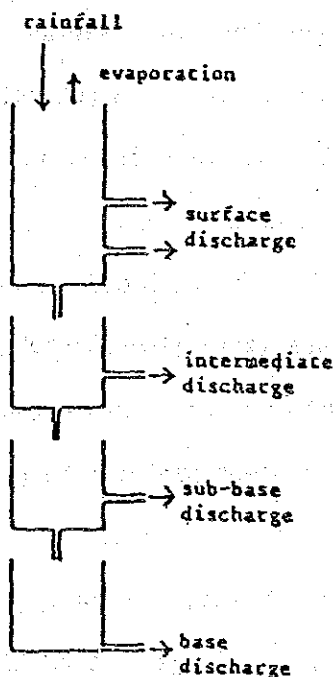 rainfall
evaporation
surface
discharge
intermediate
discharge
sub-base
discharge
base
discharge